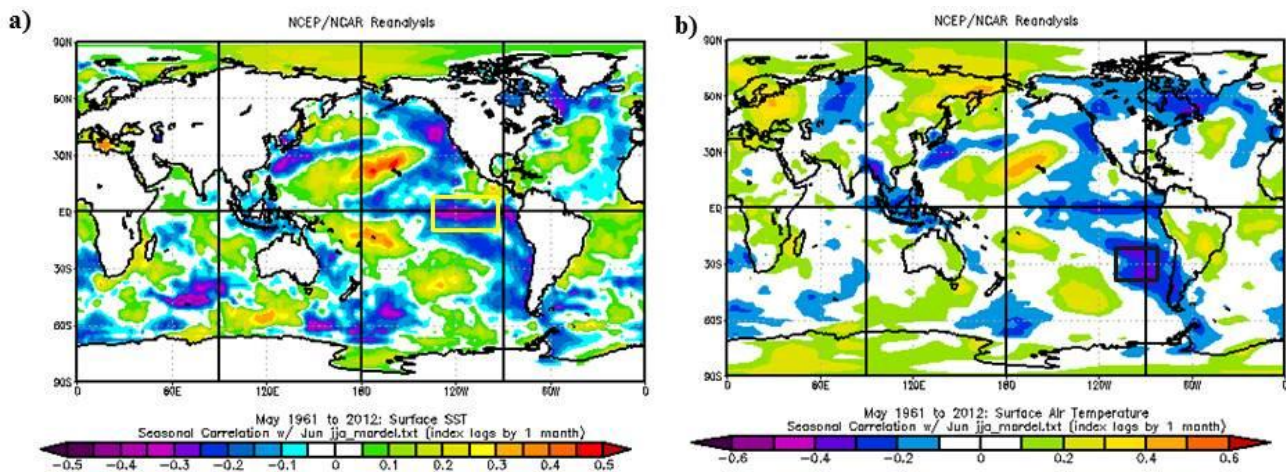 a)
NCEP/NCAR Reanalysis
90N
60N
30N
EQ
30S
60S
90S
0
60E
120E
180
120W
60W
0
May 1961 to 2012: Surface SST
Seasonal Correlation w/ Jun jja_mardel.txt (index lags by 1 month)
-0.5 -0.4 -0.3 -0.2 -0.1 0 0.1 0.2 0.3 0.4 0.5
b)
NCEP/NCAR Reanalysis
90N
60N
30N
EQ
30S
60S
90S
0
60E
120E
180
120W
60W
0
May 1961 to 2012: Surface Air Temperature
Seasonal Correlation w/ Jun jja_mardel.txt (index lags by 1 month)
-0.6 -0.4 -0.2 0 0.2 0.4 0.6